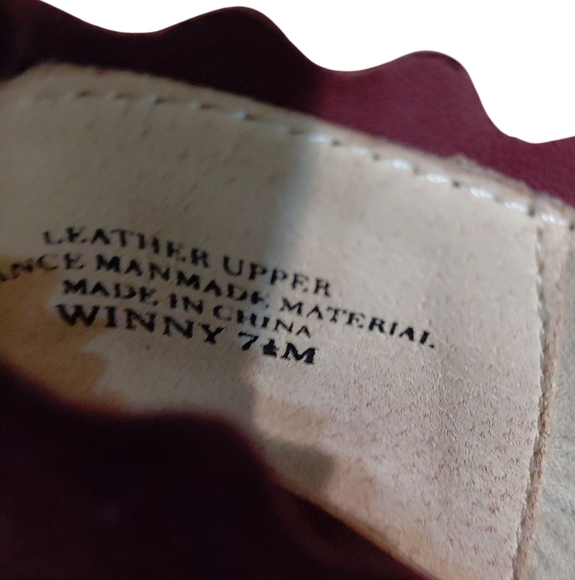 LEATHER UPPER
ANCE MANMADE MATERIAL
MADE IN CHINA
WINNY 7½M